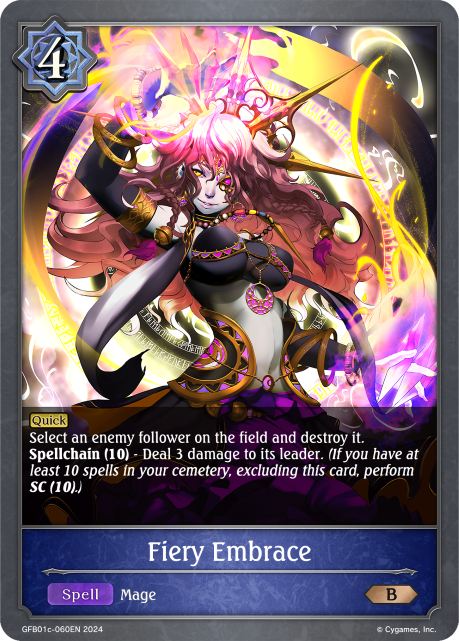 4
Quick
Select an enemy follower on the field and destroy it.
Spellchain (10) - Deal 3 damage to its leader. (If you have at
least 10 spells in your cemetery, excluding this card, perform
SC (10).)
Fiery Embrace
Spell Mage B
GFB01c-060EN 2024 © Cygames, Inc.